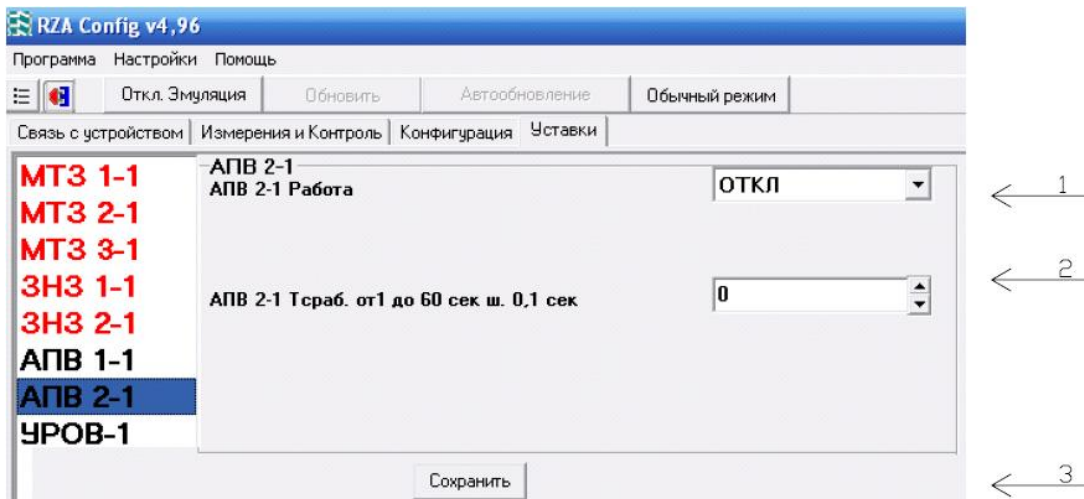 RZA Config v4,96
Программа Настройки Помощь
Откл. Эмуляция Обновить Автообновление Обычный режим
Связь с устройством Измерения и Контроль Конфигурация Уставки
МТЗ 1-1
МТЗ 2-1
МТЗ 3-1
ЗНЗ 1-1
ЗНЗ 2-1
АПВ 1-1
АПВ 2-1
УРОВ-1
АПВ 2-1
АПВ 2-1 Работа ОТКЛ 1
2
АПВ 2-1 Тсраб. от1 до 60 сек ш. 0,1 сек 0
Сохранить 3